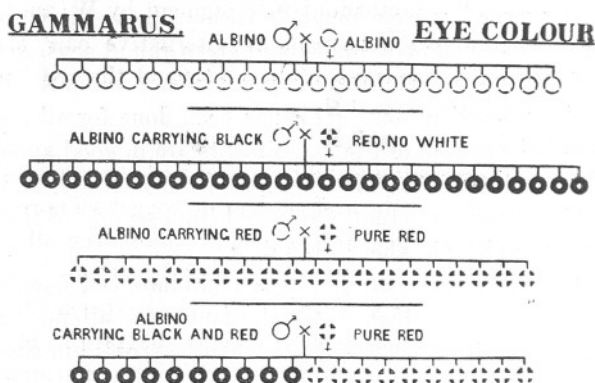 GAMMARUS. ALBINO ♂ × ♀ ALBINO EYE COLOUR
ALBINO CARRYING BLACK ♂ × ♀ RED, NO WHITE
ALBINO CARRYING RED ♂ × ♀ PURE RED
ALBINO
CARRYING BLACK AND RED ♂ × ♀ PURE RED